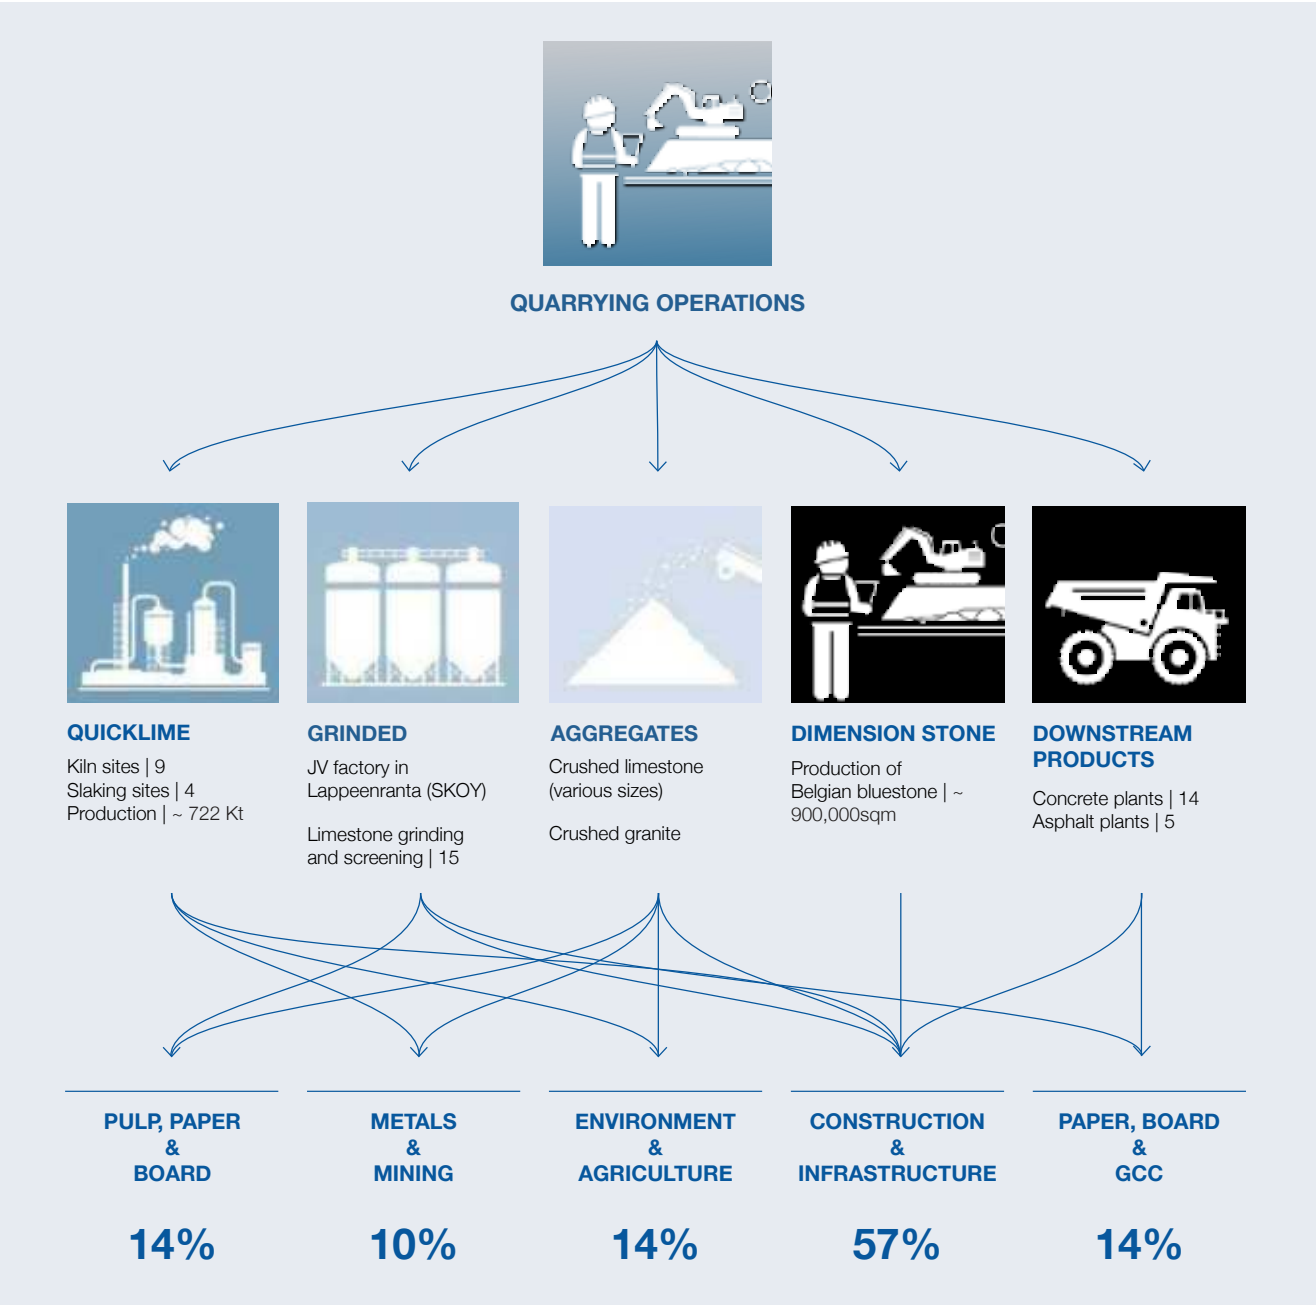 QUARRYING OPERATIONS
QUICKLIME
Kiln sites | 9
Slaking sites | 4
Production | ~ 722 Kt
GRINDED
JV factory in
Lappeenranta (SKOY)
Limestone grinding
and screening | 15
AGGREGATES
Crushed limestone
(various sizes)
Crushed granite
DIMENSION STONE
Production of
Belgian bluestone | ~
900,000sqm
DOWNSTREAM
PRODUCTS
Concrete plants | 14
Asphalt plants | 5
PULP, PAPER
&
BOARD
14%
METALS
&
MINING
10%
ENVIRONMENT
&
AGRICULTURE
14%
CONSTRUCTION
&
INFRASTRUCTURE
57%
PAPER, BOARD
&
GCC
14%